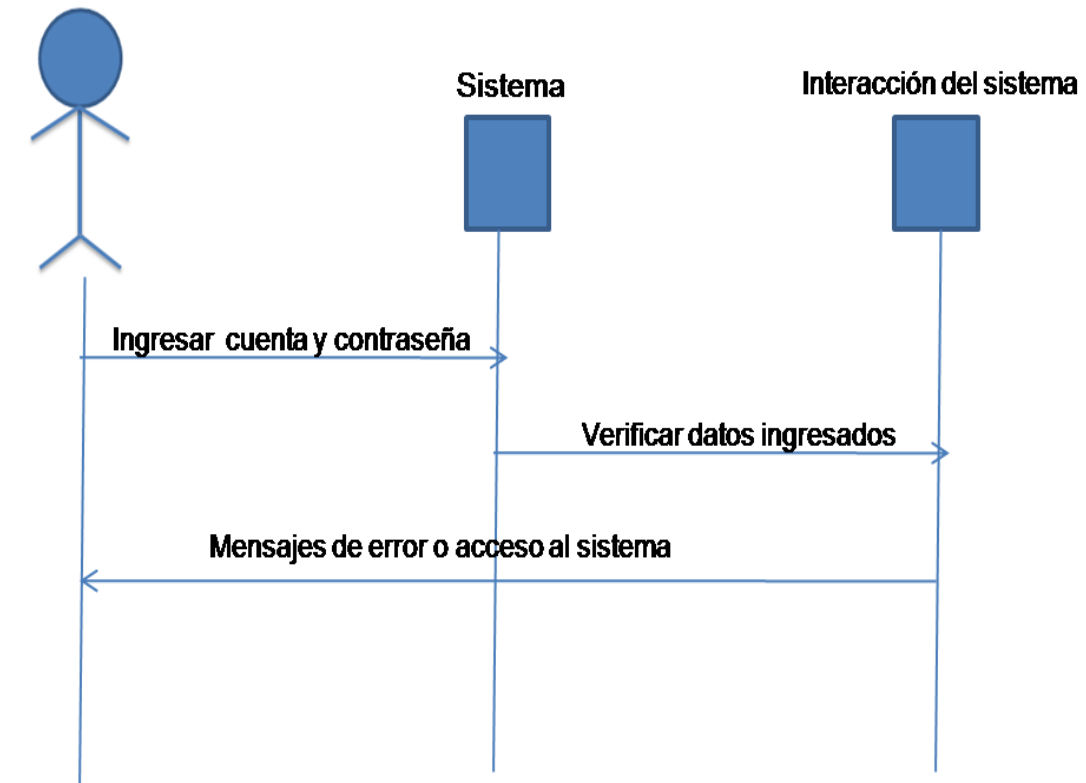 Sistema
Interacción del sistema
Ingresar cuenta y contraseña
Verificar datos ingresados
Mensajes de error o acceso al sistema